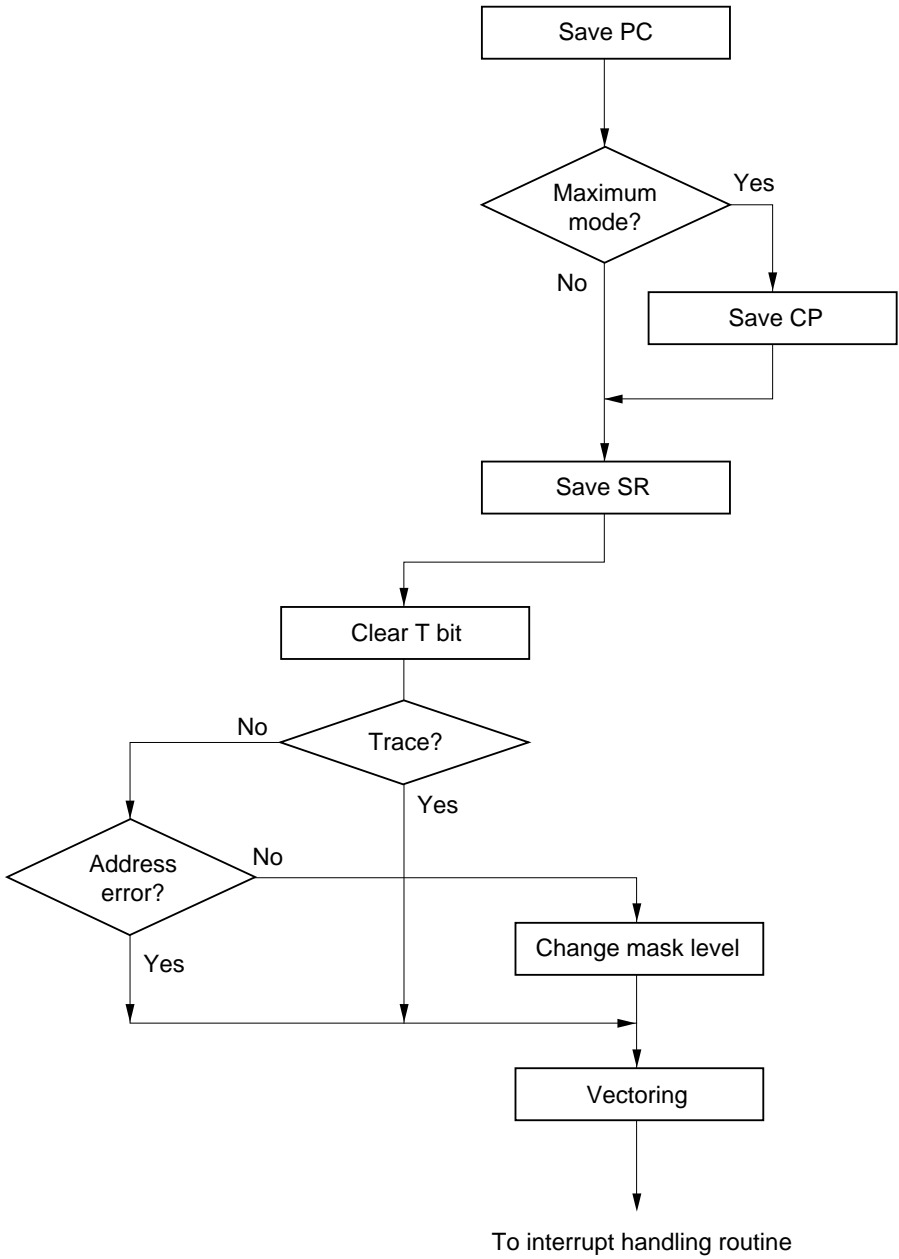 Save PC
Maximum
mode?
Yes
No
Save CP
Save SR
Clear T bit
No
Trace?
Yes
Address
error?
No
Yes
Change mask level
Vectoring
To interrupt handling routine